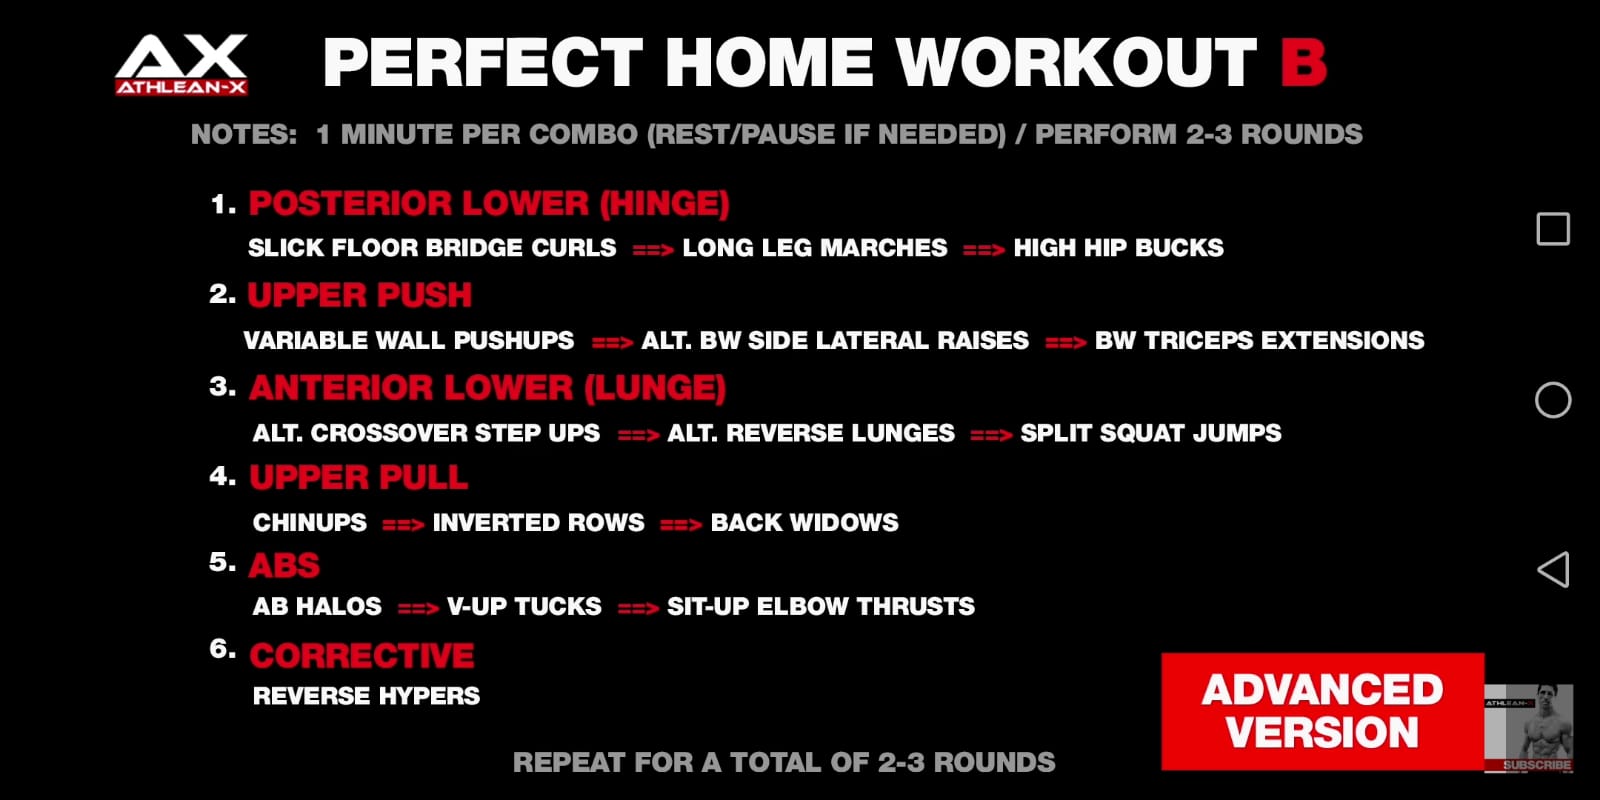 AX
ATHLEAN-X
PERFECT HOME WORKOUT B
NOTES: 1 MINUTE PER COMBO (REST/PAUSE IF NEEDED) / PERFORM 2-3 ROUNDS
1. POSTERIOR LOWER (HINGE)
SLICK FLOOR BRIDGE CURLS ==> LONG LEG MARCHES ==> HIGH HIP BUCKS
2. UPPER PUSH
VARIABLE WALL PUSHUPS ==> ALT. BW SIDE LATERAL RAISES ==> BW TRICEPS EXTENSIONS
3. ANTERIOR LOWER (LUNGE)
ALT. CROSSOVER STEP UPS ==> ALT. REVERSE LUNGES ==> SPLIT SQUAT JUMPS
4. UPPER PULL
CHINUPS ==> INVERTED ROWS ==> BACK WIDOWS
5. ABS
AB HALOS ==> V-UP TUCKS ==> SIT-UP ELBOW THRUSTS
6. CORRECTIVE
REVERSE HYPERS
ADVANCED
VERSION
ATHLEAN-X
SUBSCRIBE
REPEAT FOR A TOTAL OF 2-3 ROUNDS